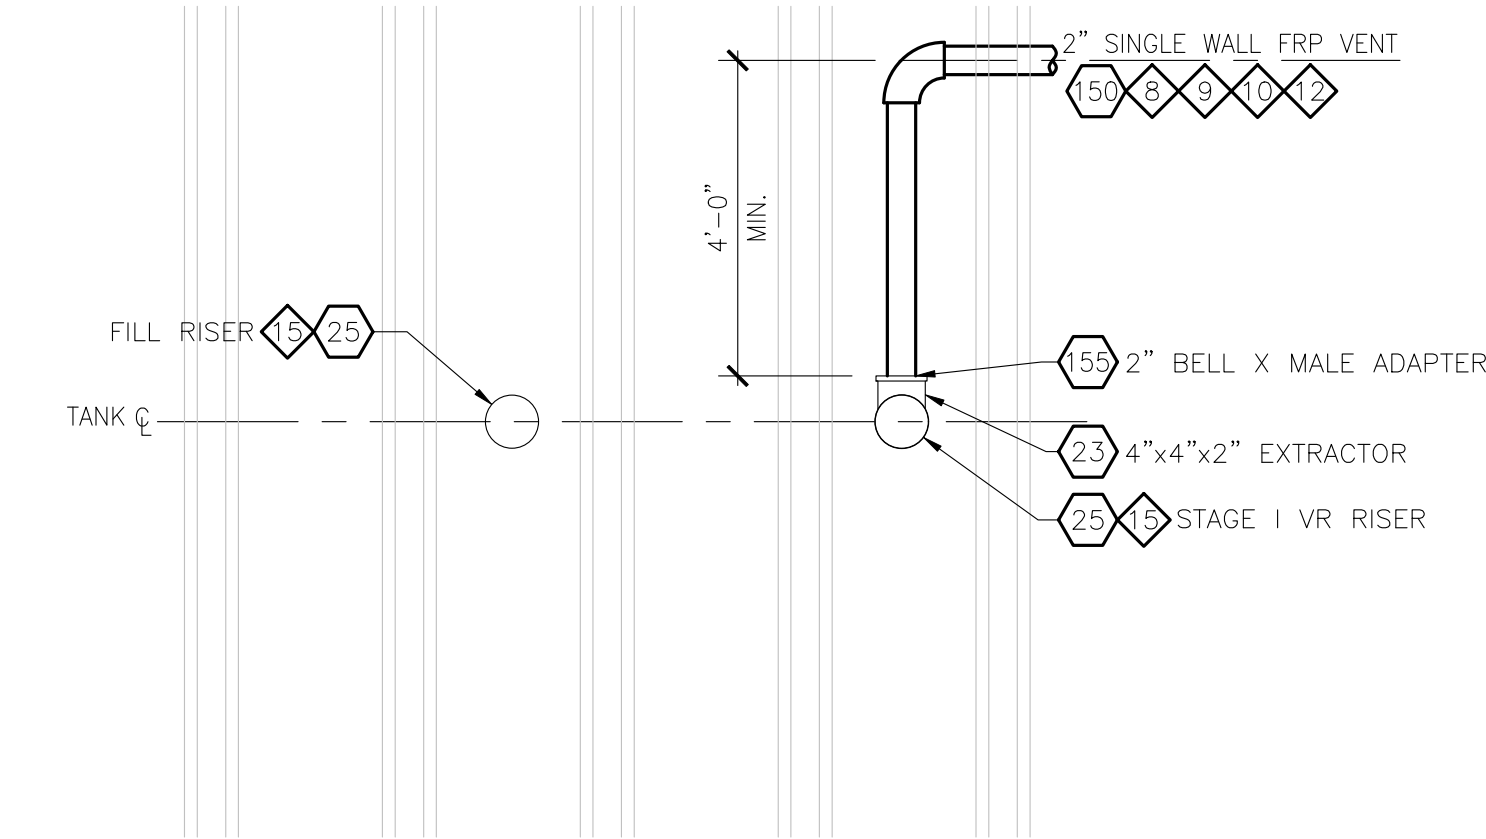 2” SINGLE WALL FRP VENT
150 8 9 10 12
4'-0”
MIN.
FILL RISER 15 25
155 2” BELL X MALE ADAPTER
TANK ℄
23 4”x4”x2” EXTRACTOR
25 15 STAGE I VR RISER